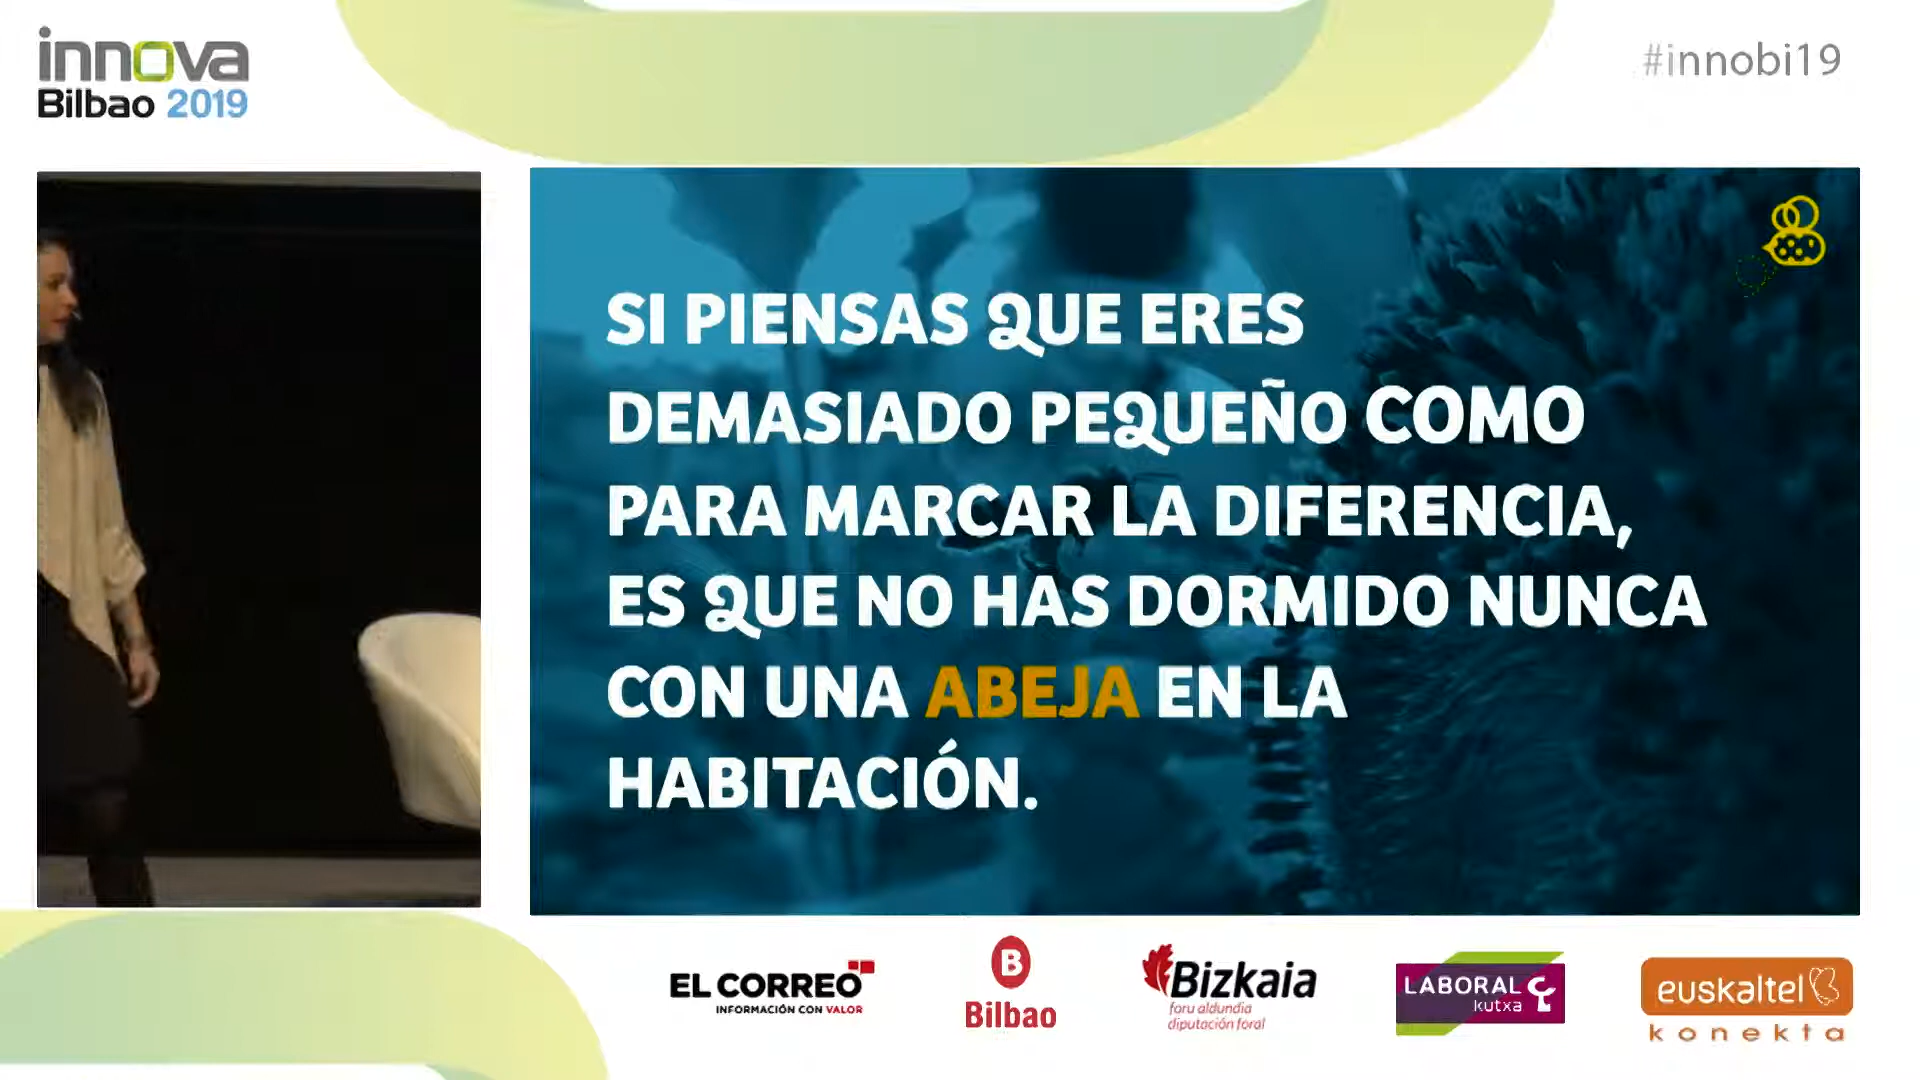 innova
Bilbao 2019
#innobi19
SI PIENSAS QUE ERES
DEMASIADO PEQUEÑO COMO
PARA MARCAR LA DIFERENCIA,
ES QUE NO HAS DORMIDO NUNCA
CON UNA ABEJA EN LA
HABITACIÓN.
EL CORREO
INFORMACIÓN CON VALOR
B
Bilbao
Bizkaia
foru aldundia
diputación foral
LABORAL
kutxa
euskaltel
konekta